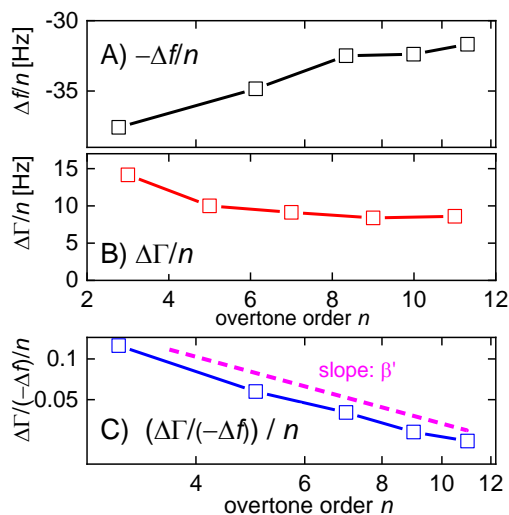 -30
-35
Δf/n [Hz]
A) −Δf/n
15
10
5
0
ΔΓ/n [Hz]
B) ΔΓ/n
2 4 6 8 10 12
overtone order n
0.1
0.05
ΔΓ/(−Δf)/n
slope: β'
C) (ΔΓ/(−Δf)) / n
4 6 8 10 12
overtone order n